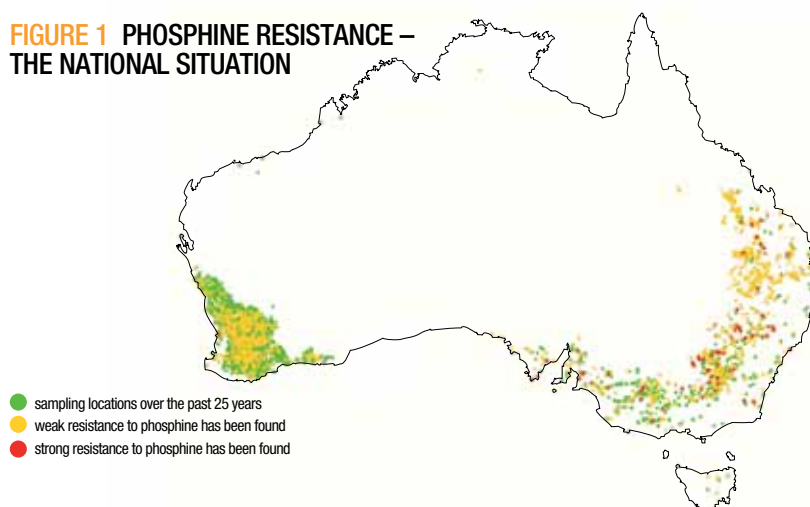 FIGURE 1 PHOSPHINE RESISTANCE –
THE NATIONAL SITUATION
sampling locations over the past 25 years
weak resistance to phosphine has been found
strong resistance to phosphine has been found